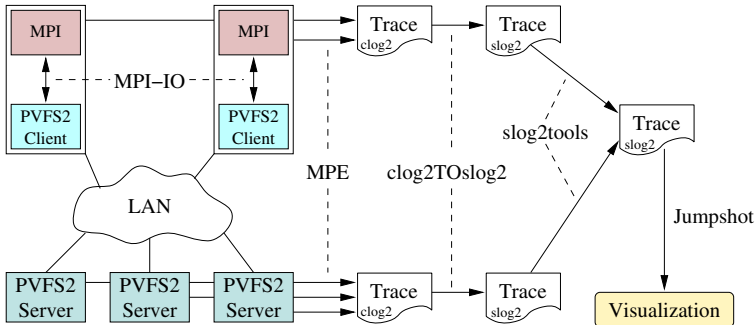 MPI
MPI
Trace
clog2
Trace
slog2
MPI-IO
PVFS2
Client
PVFS2
Client
Trace
slog2
slog2tools
MPE
clog2TOslog2
LAN
Jumpshot
PVFS2
Server
PVFS2
Server
PVFS2
Server
Trace
clog2
Trace
slog2
Visualization